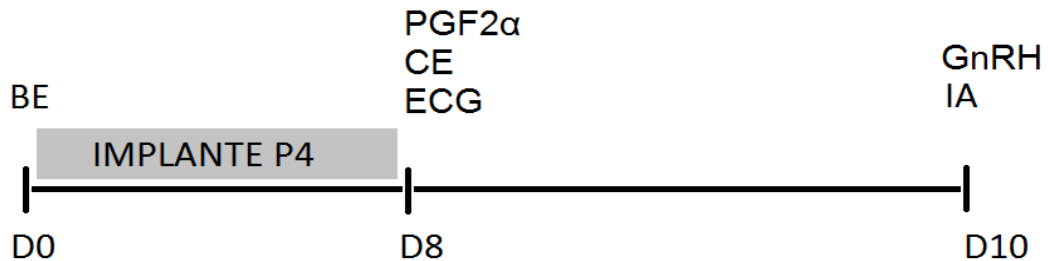 PGF2α
CE
ECG
GnRH
IA
BE
IMPLANTE P4
D0
D8
D10